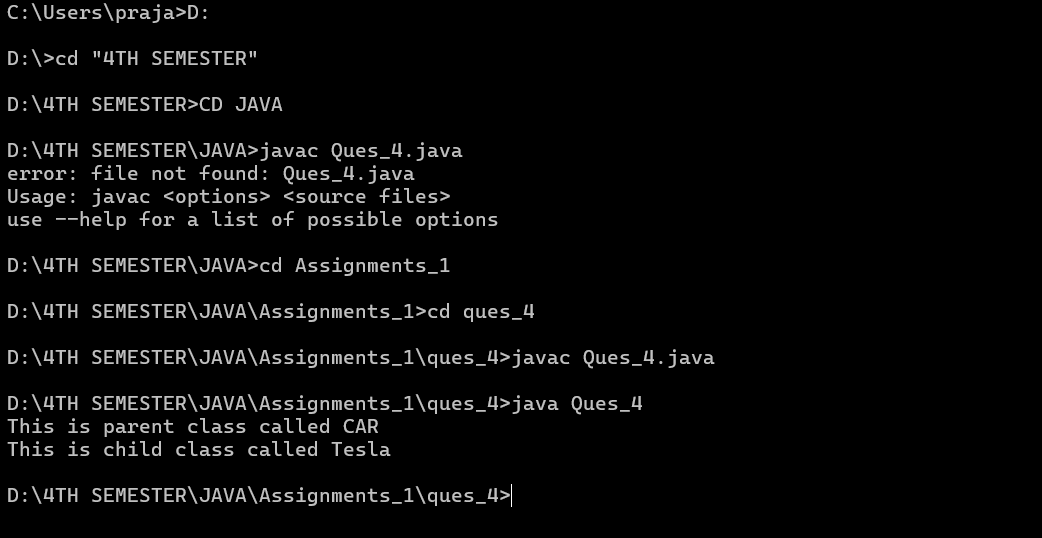 C:\Users\praja>D:
D:\>cd "4TH SEMESTER"
D:\4TH SEMESTER>CD JAVA
D:\4TH SEMESTER\JAVA>javac Ques_4.java
error: file not found: Ques_4.java
Usage: javac <options> <source files>
use --help for a list of possible options
D:\4TH SEMESTER\JAVA>cd Assignments_1
D:\4TH SEMESTER\JAVA\Assignments_1>cd ques_4
D:\4TH SEMESTER\JAVA\Assignments_1\ques_4>javac Ques_4.java
D:\4TH SEMESTER\JAVA\Assignments_1\ques_4>java Ques_4
This is parent class called CAR
This is child class called Tesla
D:\4TH SEMESTER\JAVA\Assignments_1\ques_4>